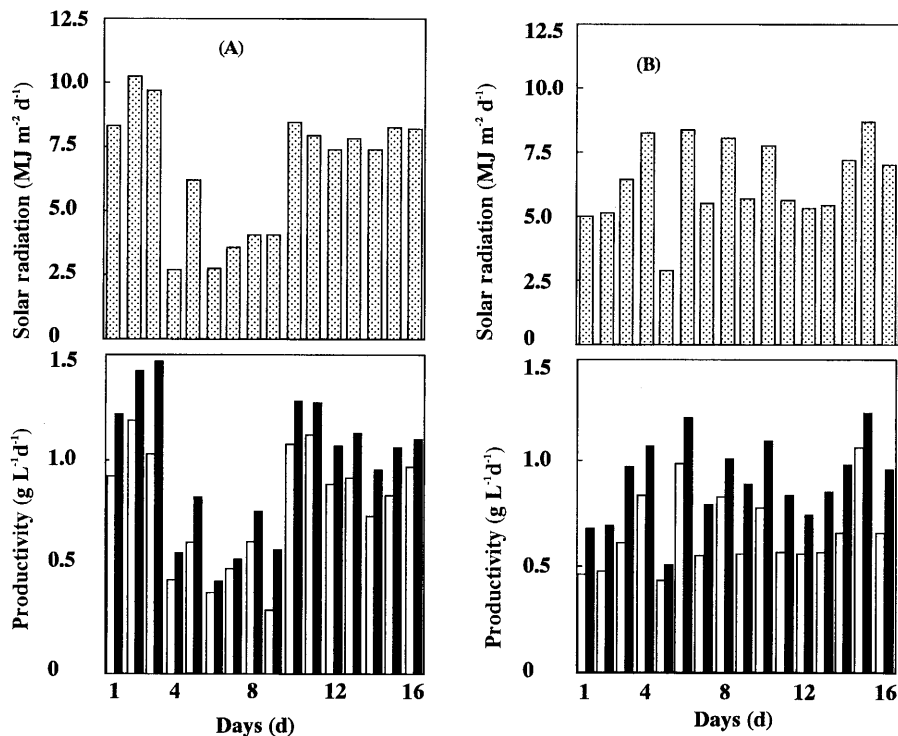 12.5
(A)
10.0
7.5
5.0
2.5
0
Solar radiation (MJ m⁻² d⁻¹)
1.5
1.0
0.5
0
Productivity (g L⁻¹d⁻¹)
1 4 8 12 16
Days (d)
12.5
(B)
10.0
7.5
5.0
2.5
0
Solar radiation (MJ m⁻² d⁻¹)
1.5
1.0
0.5
0
Productivity (g L⁻¹d⁻¹)
1 4 8 12 16
Days (d)